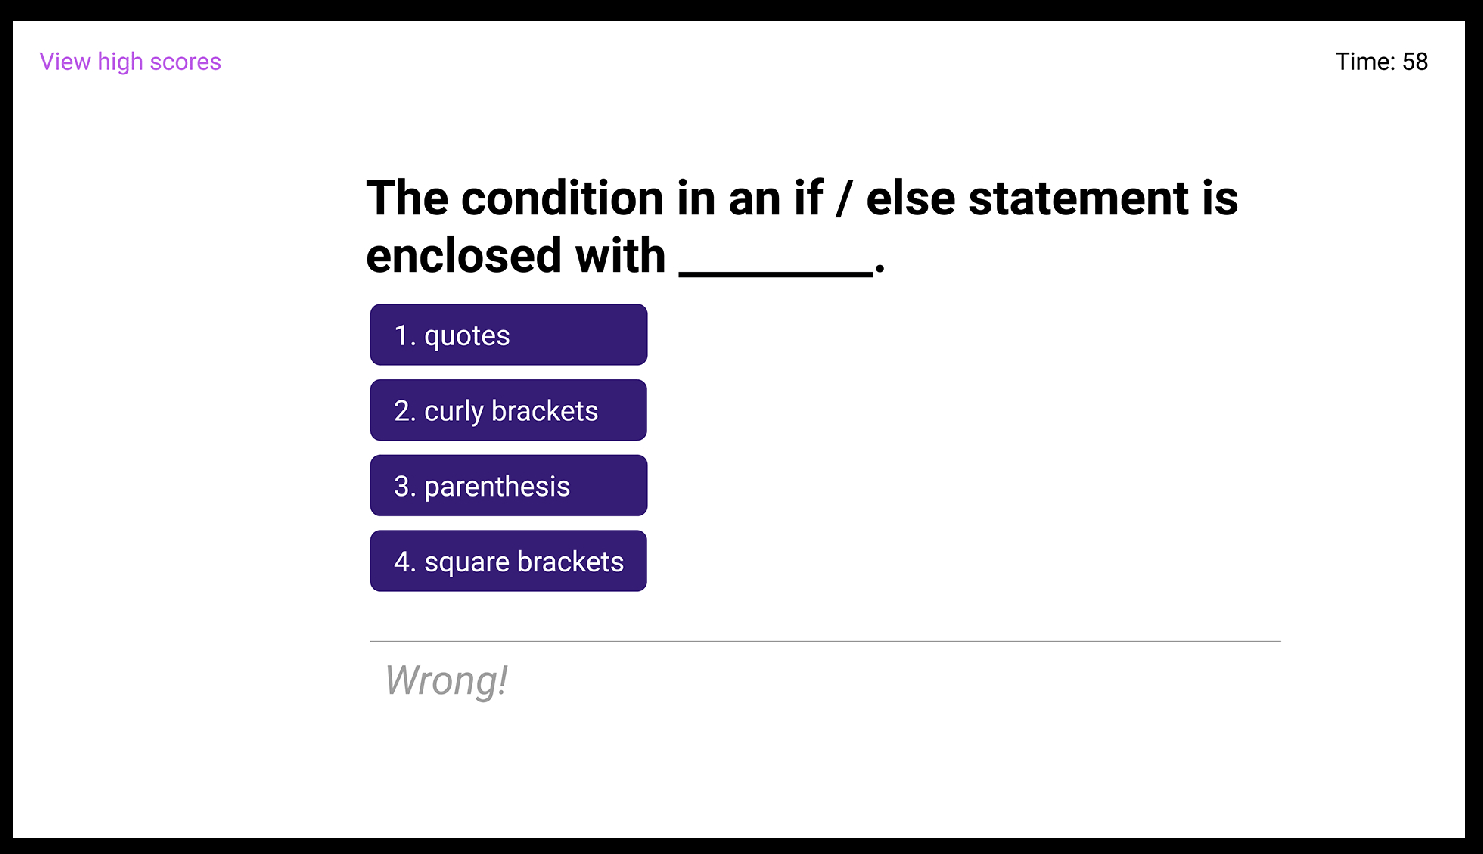 View high scores
Time: 58
The condition in an if / else statement is
enclosed with ________.
1. quotes
2. curly brackets
3. parenthesis
4. square brackets
Wrong!